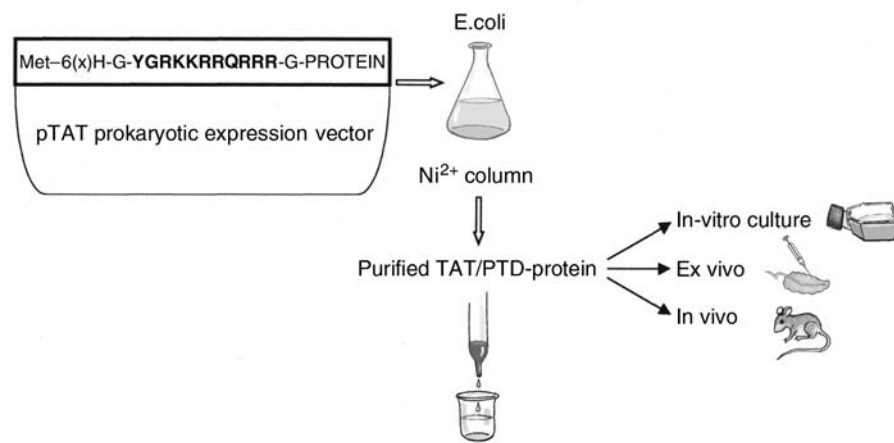 E.coli
Met–6(x)H-G-YGRKKRRQRRR-G-PROTEIN
pTAT prokaryotic expression vector
Ni2+ column
In-vitro culture
Purified TAT/PTD-protein
Ex vivo
In vivo